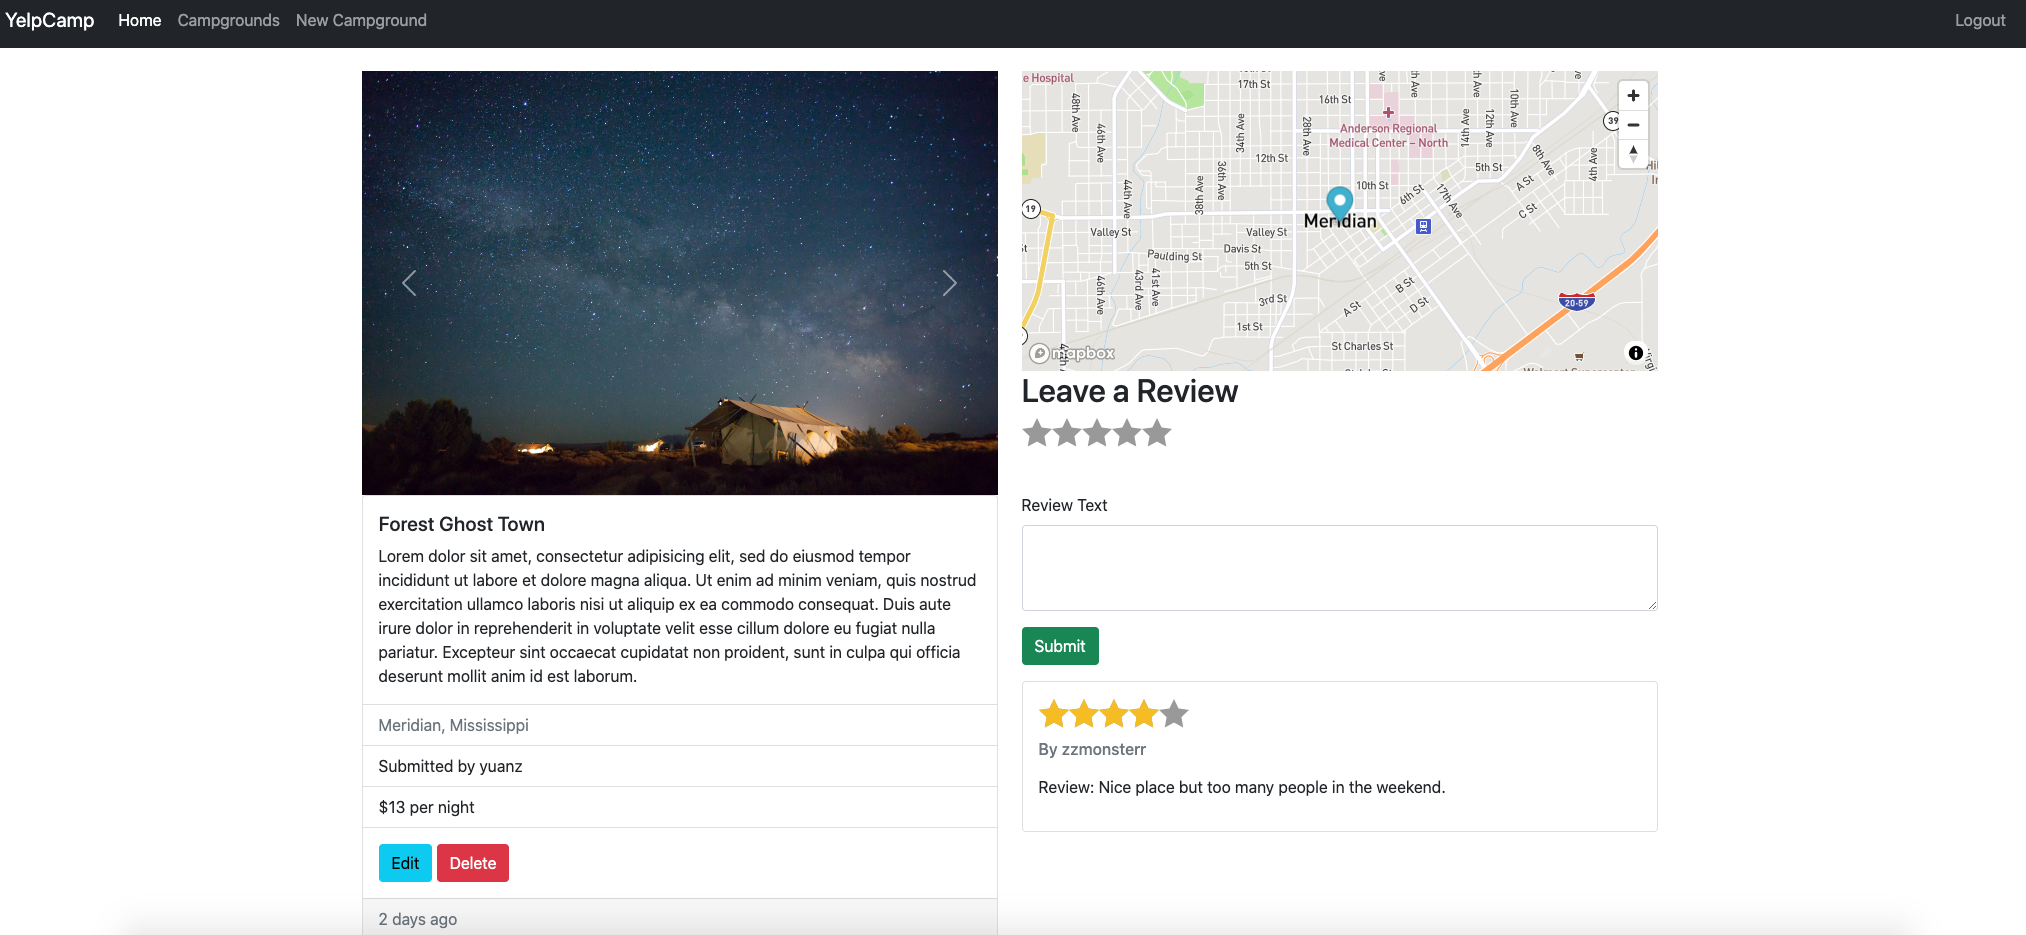 YelpCamp Home Campgrounds New Campground Logout
e Hospital
17th St
16th St
48th Ave
46th Ave
34th Ave
28th Ave
14th Ave
12th Ave
10th Ave
39
Anderson Regional
Medical Center – North
12th St
36th Ave
38th Ave
44th Ave
10th St
5th St
8th Ave
4th Ave
6th St
17th Ave
A St
C St
19
Meridian
Valley St
Valley St
Davis St
Paulding St
5th St
46th Ave
43rd Ave
41st Ave
3rd St
1st St
A St
B St
D St
20-59
St Charles St
mapbox
Forest Ghost Town
Lorem dolor sit amet, consectetur adipisicing elit, sed do eiusmod tempor
incididunt ut labore et dolore magna aliqua. Ut enim ad minim veniam, quis nostrud
exercitation ullamco laboris nisi ut aliquip ex ea commodo consequat. Duis aute
irure dolor in reprehenderit in voluptate velit esse cillum dolore eu fugiat nulla
pariatur. Excepteur sint occaecat cupidatat non proident, sunt in culpa qui officia
deserunt mollit anim id est laborum.
Meridian, Mississippi
Submitted by yuanz
$13 per night
Edit Delete
2 days ago
Leave a Review
Review Text
Submit
By zzmonsterr
Review: Nice place but too many people in the weekend.